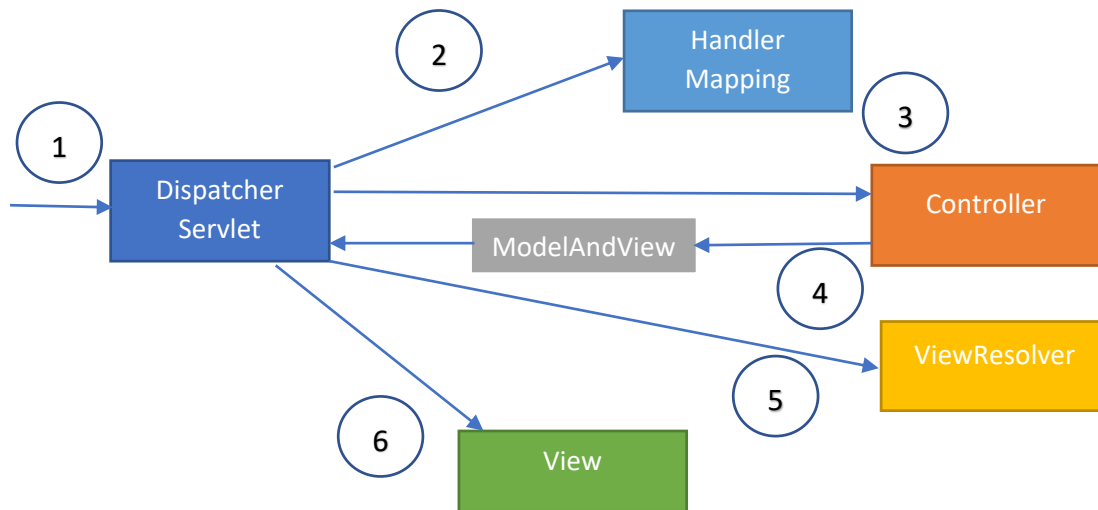 2
Handler
Mapping
1
3
Dispatcher
Servlet
Controller
ModelAndView
4
ViewResolver
5
6
View